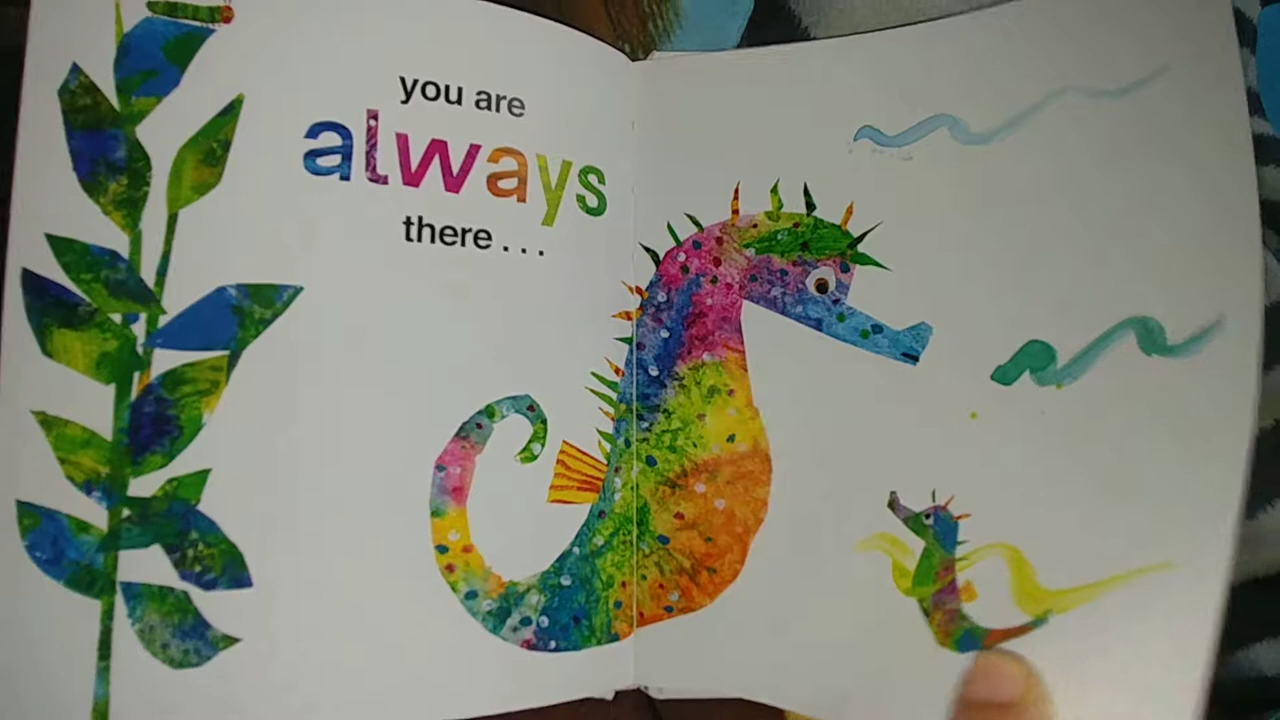 you are
always
there . . .